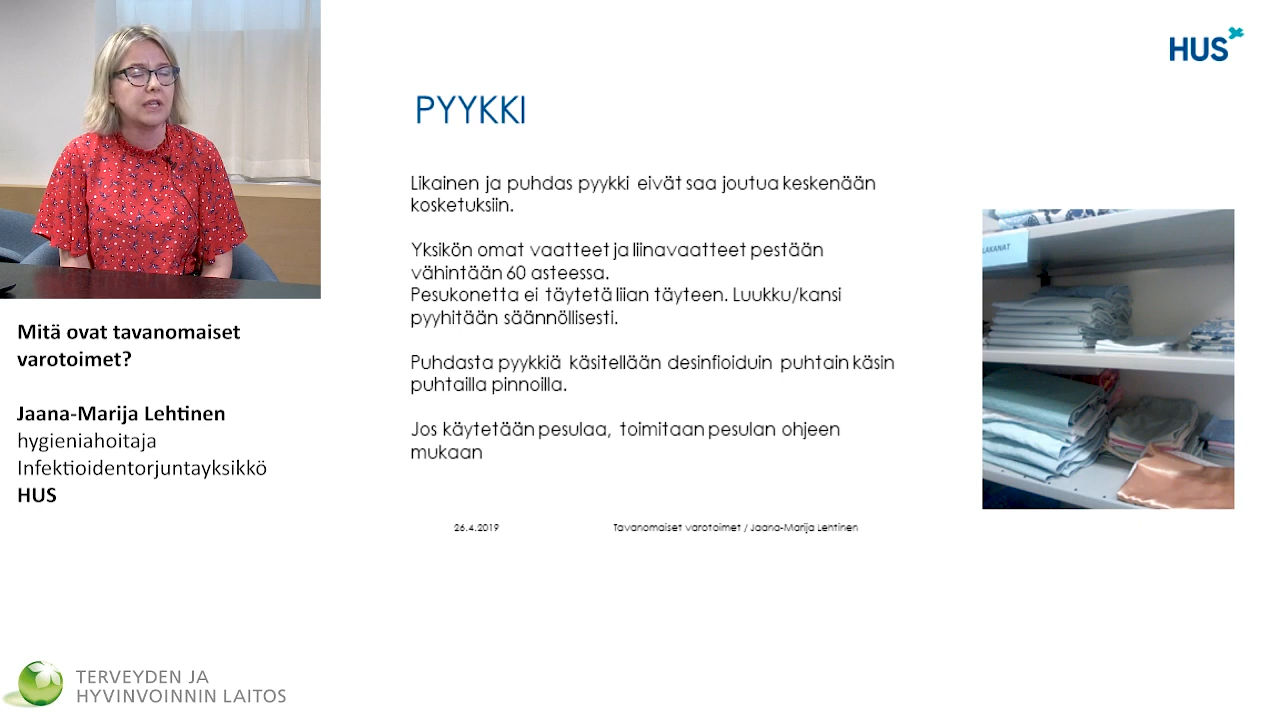 HUS
PYYKKI
Likainen ja puhdas pyykki eivät saa joutua keskenään
kosketuksiin.
Yksikön omat vaatteet ja liinavaatteet pestään
vähintään 60 asteessa.
Pesukonetta ei täytetä liian täyteen. Luukku/kansi
pyyhitään säännöllisesti.
Puhdasta pyykkiä käsitellään desinfioiduin puhtain käsin
puhtailla pinnoilla.
Jos käytetään pesulaa, toimitaan pesulan ohjeen
mukaan
LAKANAT
26.4.2019
Tavanomaiset varotoimet / Jaana-Marija Lehtinen
Mitä ovat tavanomaiset
varotoimet?
Jaana-Marija Lehtinen
hygieniahoitaja
Infektioidentorjuntayksikkö
HUS
TERVEYDEN JA
HYVINVOINNIN LAITOS